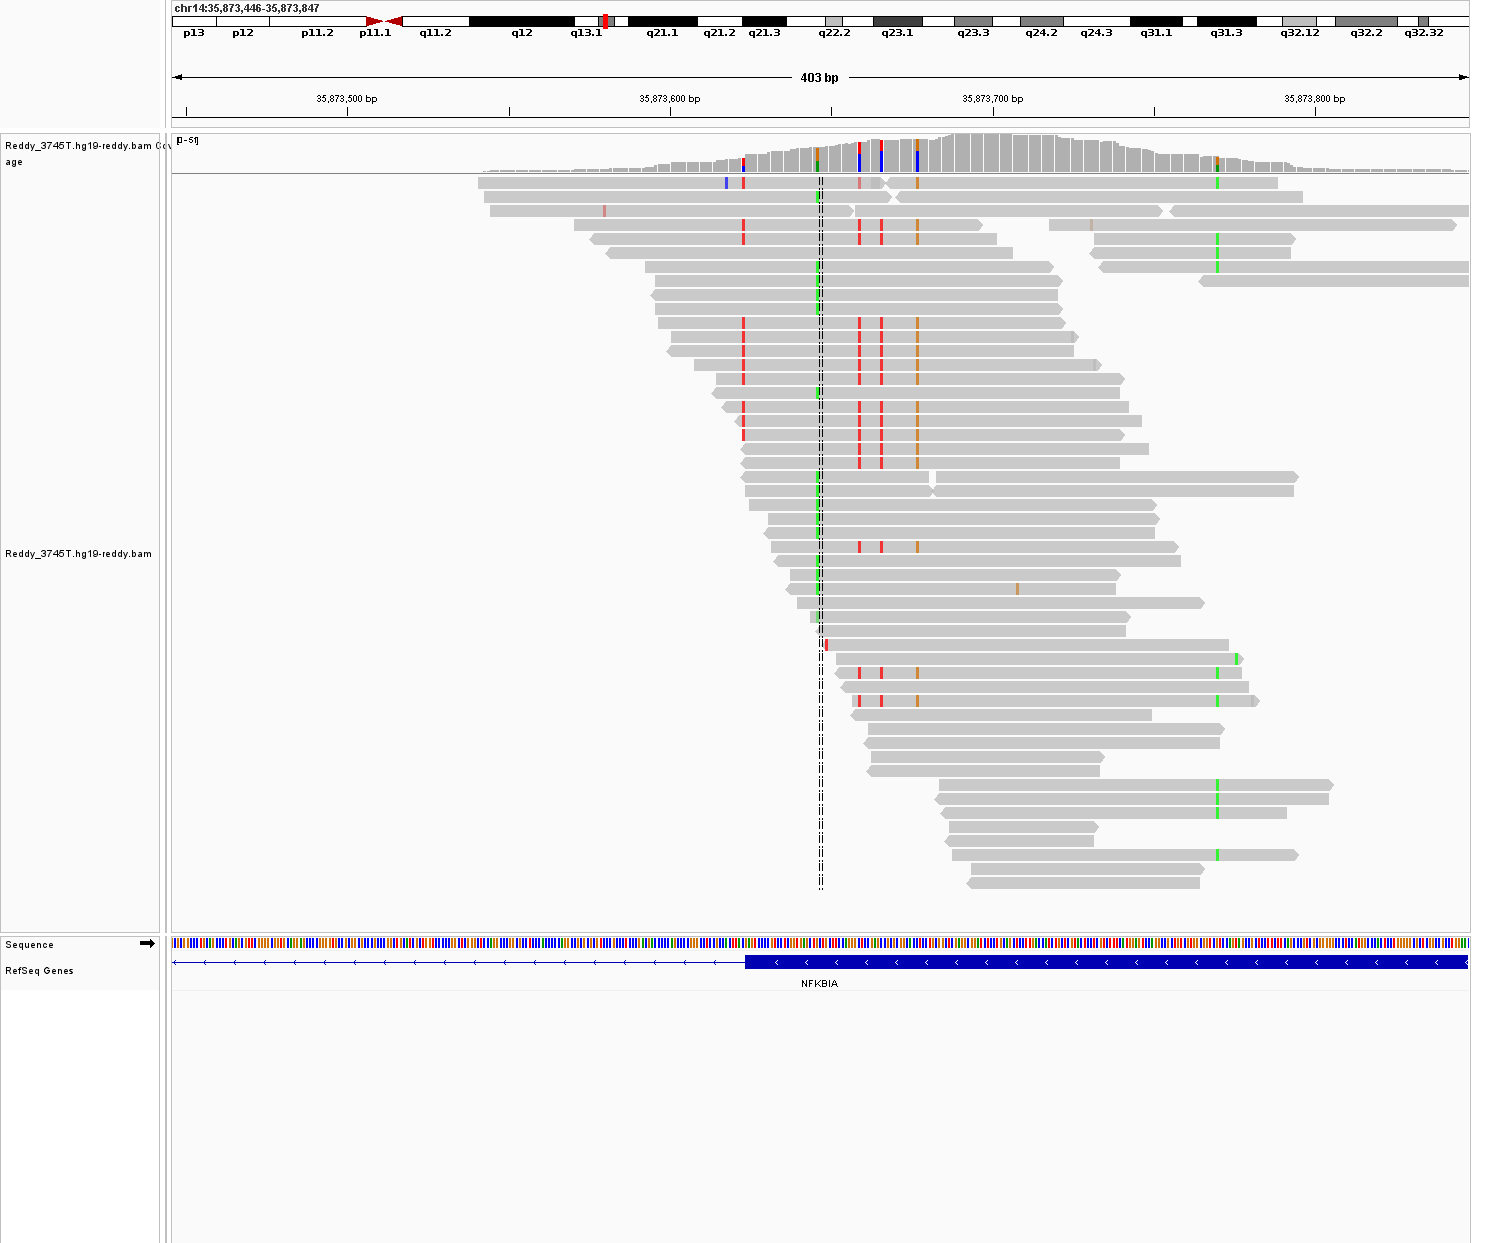 chr14:35,873,446-35,873,847
p13 p12 p11.2 p11.1 q11.2 q12 q13.1 q21.1 q21.2 q21.3 q22.2 q23.1 q23.3 q24.2 q24.3 q31.1 q31.3 q32.12 q32.2 q32.32
403 bp
35,873,500 bp 35,873,600 bp 35,873,700 bp 35,873,800 bp
Reddy_3745T.hg19-reddy.bam Cov
age
[0-51]
Reddy_3745T.hg19-reddy.bam
Sequence
RefSeq Genes
NFKBIA